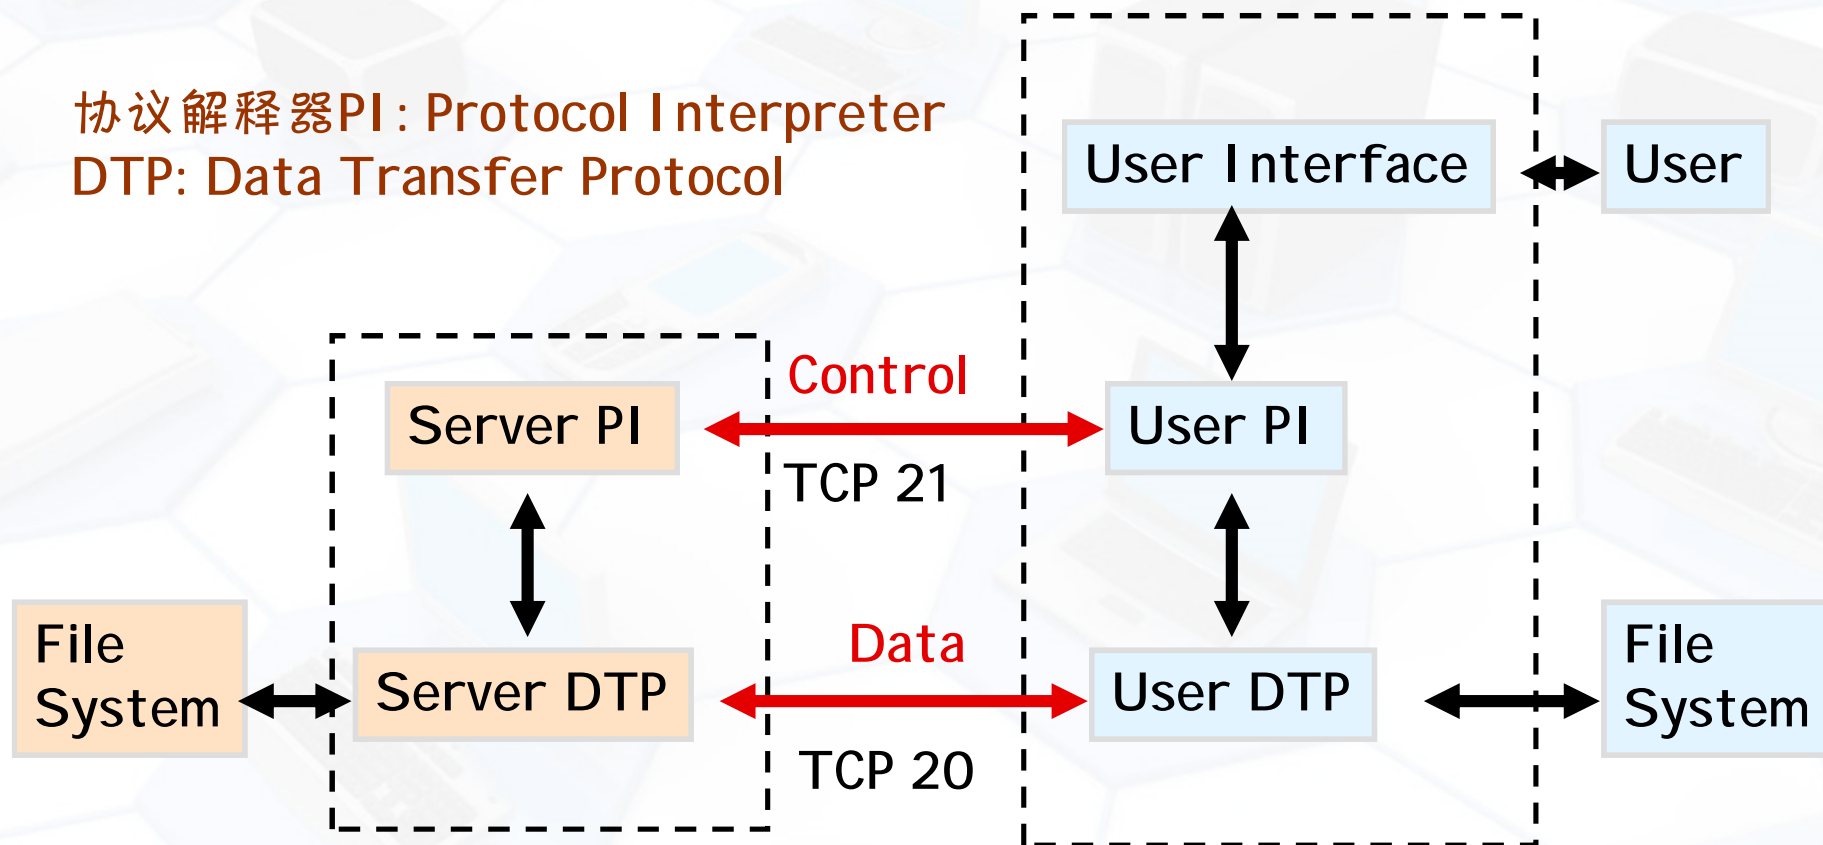 协议解释器PI: Protocol Interpreter
DTP: Data Transfer Protocol
User Interface
User
Control
Server PI
User PI
TCP 21
File
System
Server DTP
Data
User DTP
File
System
TCP 20